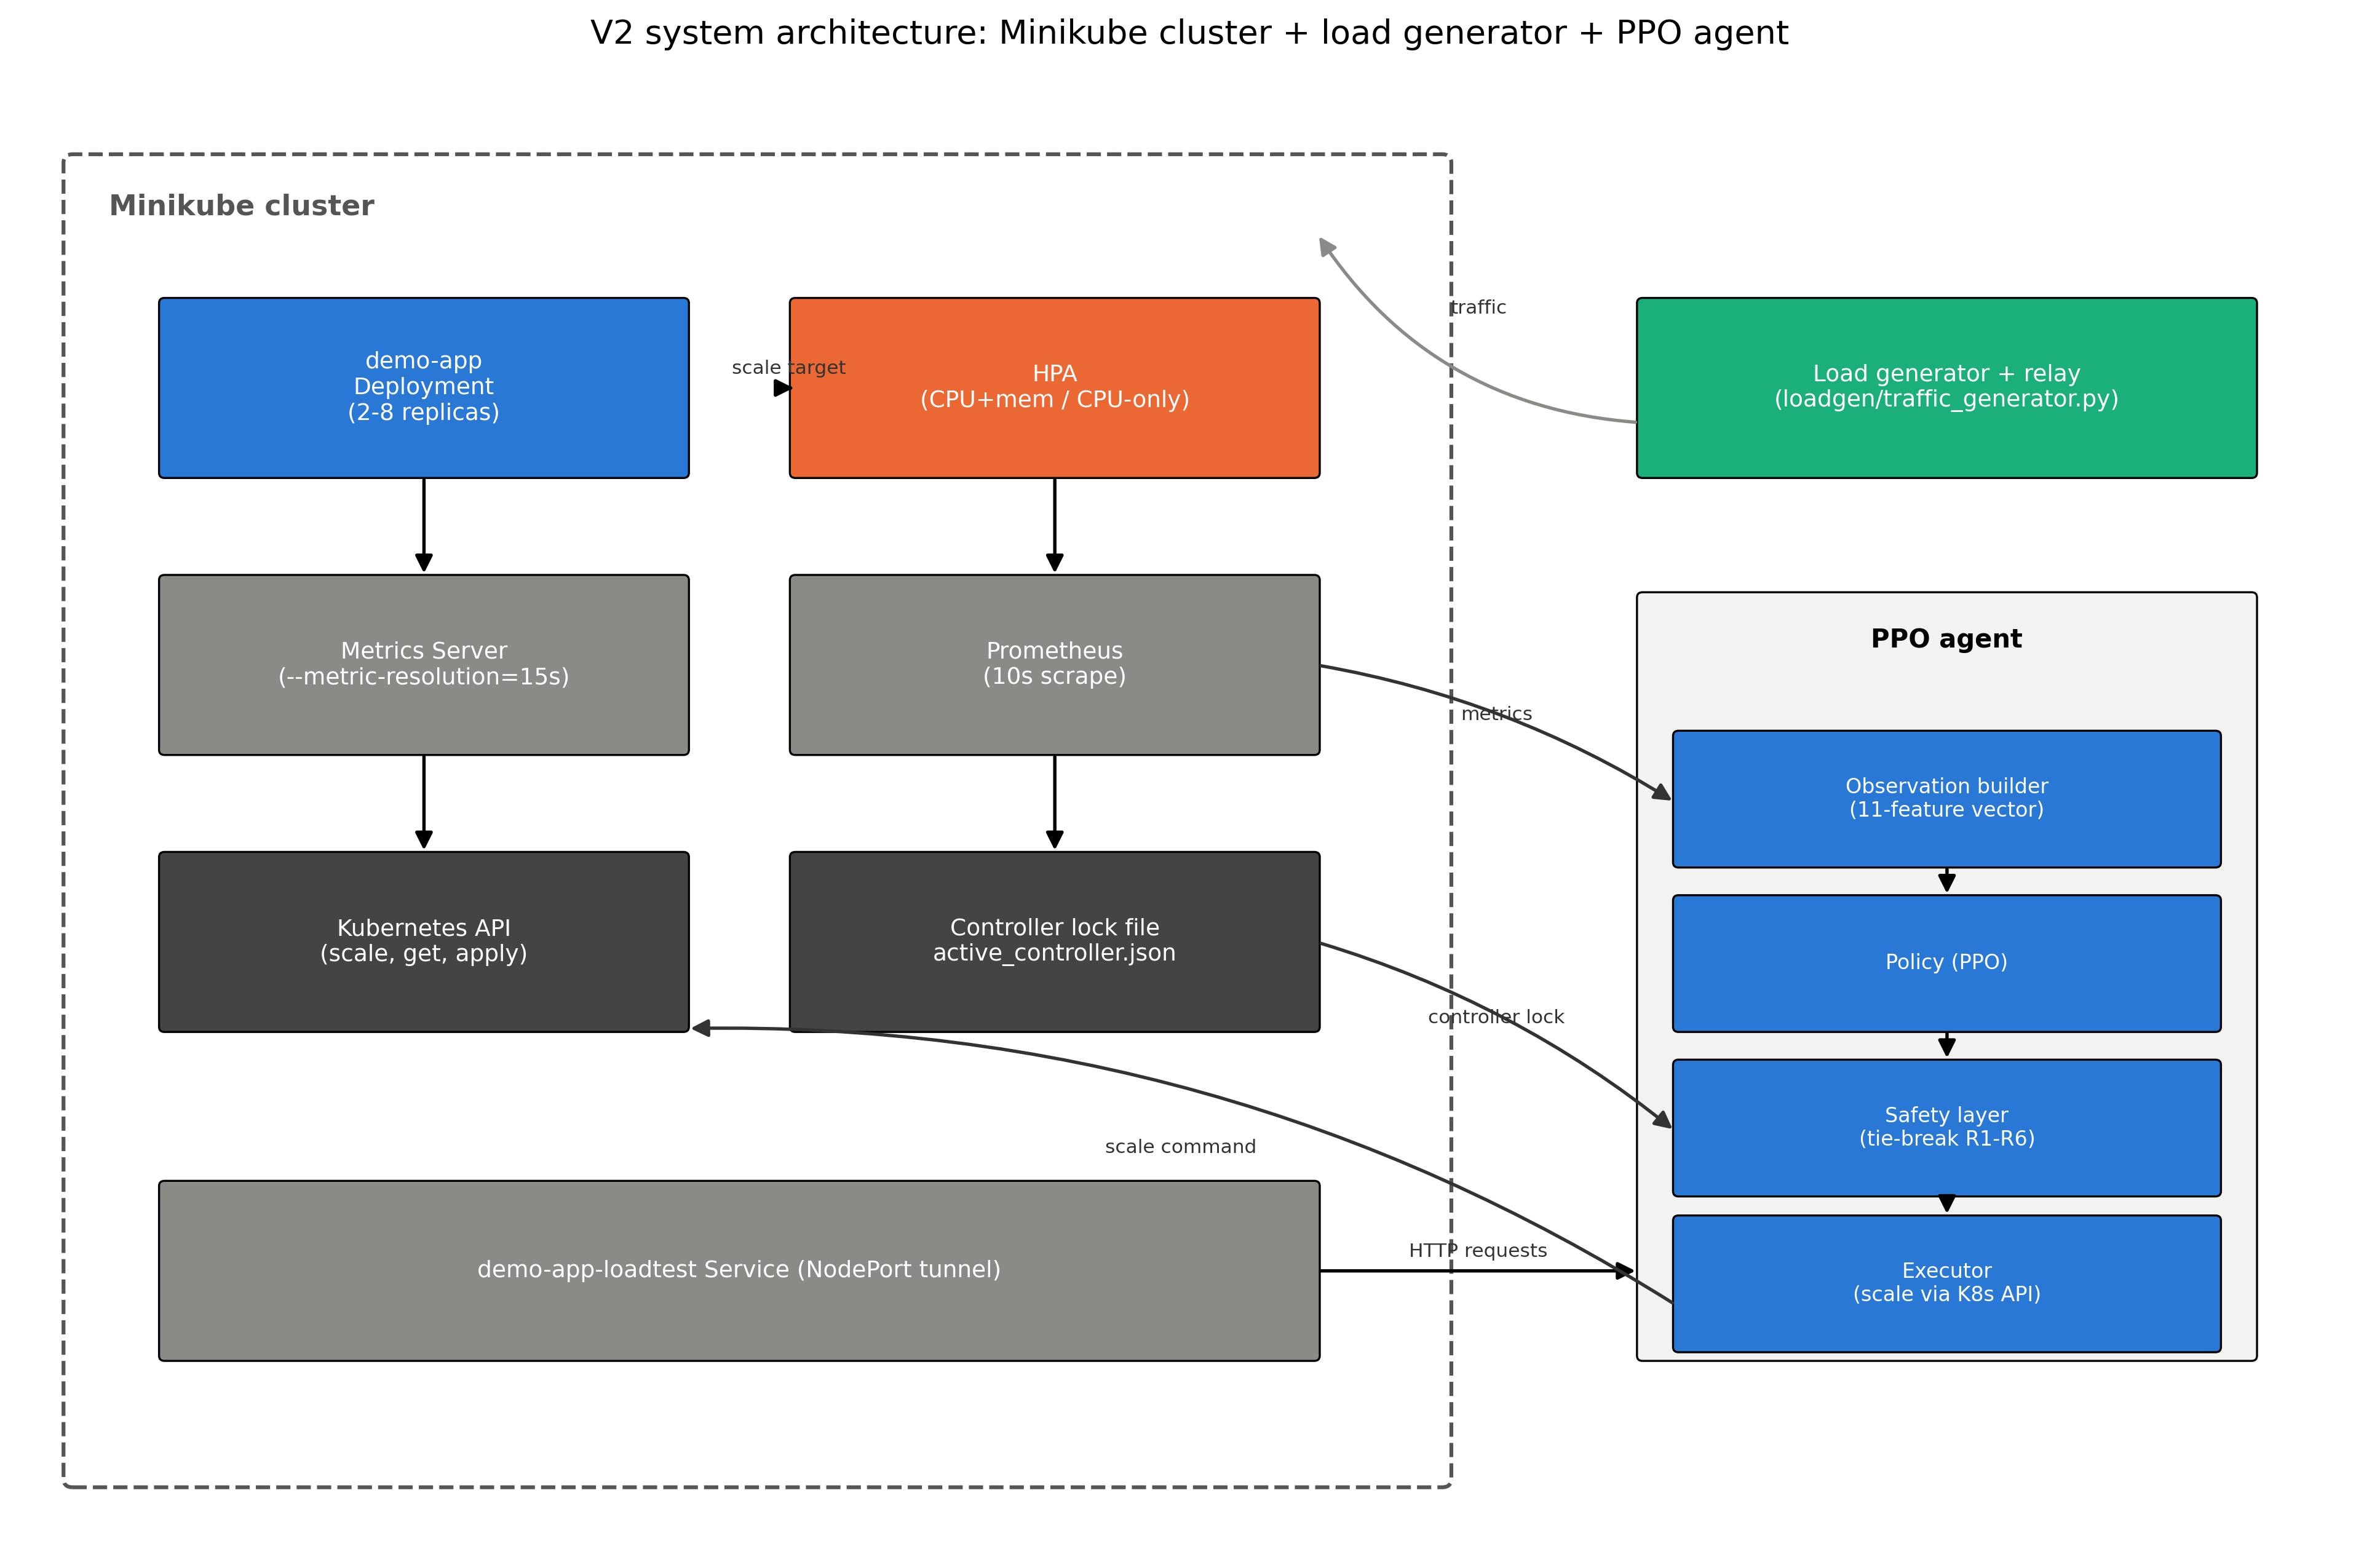 V2 system architecture: Minikube cluster + load generator + PPO agent
Minikube cluster
demo-app
Deployment
(2-8 replicas)
scale target
HPA
(CPU+mem / CPU-only)
traffic
Load generator + relay
(loadgen/traffic_generator.py)
Metrics Server
(--metric-resolution=15s)
Prometheus
(10s scrape)
metrics
PPO agent
Observation builder
(11-feature vector)
Kubernetes API
(scale, get, apply)
Controller lock file
active_controller.json
controller lock
Policy (PPO)
Safety layer
(tie-break R1-R6)
scale command
demo-app-loadtest Service (NodePort tunnel)
HTTP requests
Executor
(scale via K8s API)